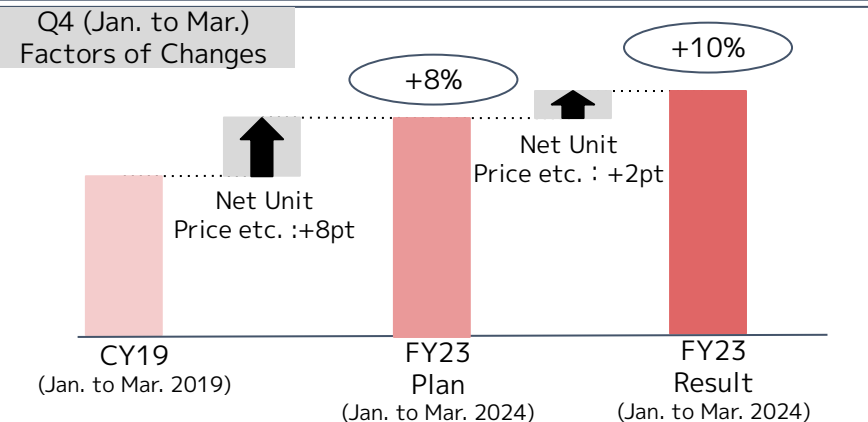 Q4 (Jan. to Mar.)
Factors of Changes
+8%
+10%
Net Unit
Price etc. :+8pt
Net Unit
Price etc.：+2pt
CY19
(Jan. to Mar. 2019)
FY23
Plan
(Jan. to Mar. 2024)
FY23
Result
(Jan. to Mar. 2024)